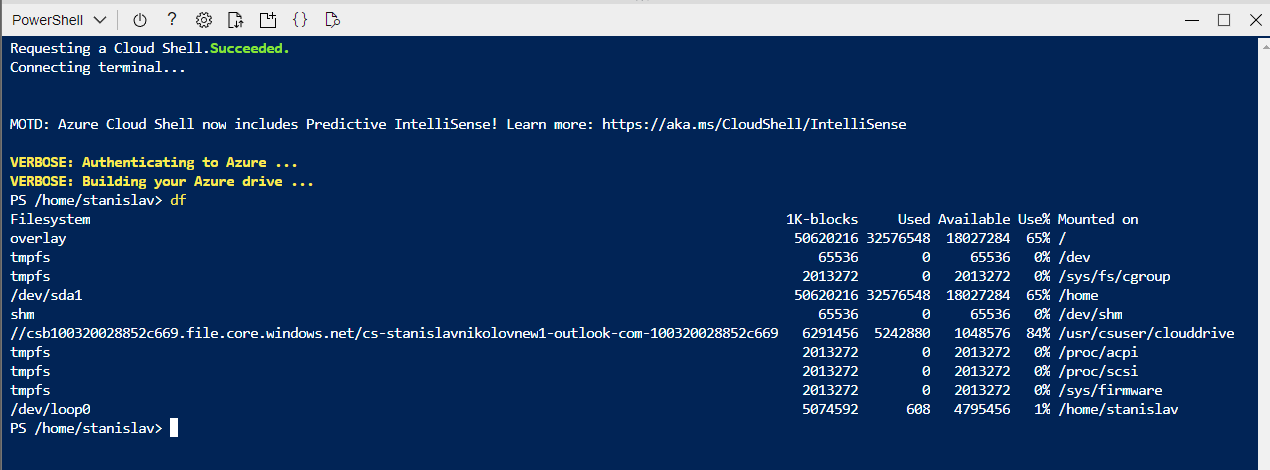 PowerShell
Requesting a Cloud Shell.Succeeded.
Connecting terminal...
MOTD: Azure Cloud Shell now includes Predictive IntelliSense! Learn more: https://aka.ms/CloudShell/IntelliSense
VERBOSE: Authenticating to Azure ...
VERBOSE: Building your Azure drive ...
PS /home/stanislav> df
Filesystem 1K-blocks Used Available Use% Mounted on
overlay 50620216 32576548 18027284 65% /
tmpfs 65536 0 65536 0% /dev
tmpfs 2013272 0 2013272 0% /sys/fs/cgroup
/dev/sda1 50620216 32576548 18027284 65% /home
shm 65536 0 65536 0% /dev/shm
//csb100320028852c669.file.core.windows.net/cs-stanislavnikolovnew1-outlook-com-100320028852c669 6291456 5242880 1048576 84% /usr/csuser/clouddrive
tmpfs 2013272 0 2013272 0% /proc/acpi
tmpfs 2013272 0 2013272 0% /proc/scsi
tmpfs 2013272 0 2013272 0% /sys/firmware
/dev/loop0 5074592 608 4795456 1% /home/stanislav
PS /home/stanislav>